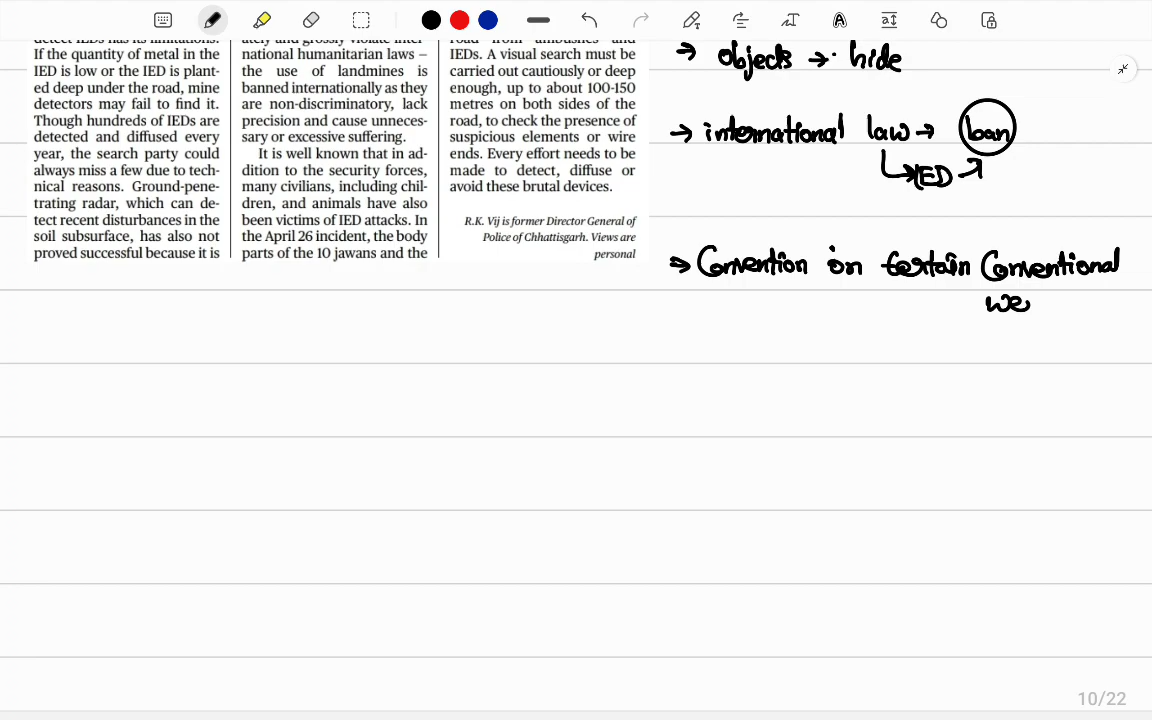 detect IEDs has its limitations.
If the quantity of metal in the
IED is low or the IED is plant-
ed deep under the road, mine
detectors may fail to find it.
Though hundreds of IEDs are
detected and diffused every
year, the search party could
always miss a few due to tech-
nical reasons. Ground-pene-
trating radar, which can de-
tect recent disturbances in the
soil subsurface, has also not
proved successful because it is
ately and grossly violate inter-
national humanitarian laws –
the use of landmines is
banned internationally as they
are non-discriminatory, lack
precision and cause unneces-
sary or excessive suffering.
It is well known that in ad-
dition to the security forces,
many civilians, including chil-
dren, and animals have also
been victims of IED attacks. In
the April 26 incident, the body
parts of the 10 jawans and the
road from ambushes and
IEDs. A visual search must be
carried out cautiously or deep
enough, up to about 100-150
metres on both sides of the
road, to check the presence of
suspicious elements or wire
ends. Every effort needs to be
made to detect, diffuse or
avoid these brutal devices.
R.K. Vij is former Director General of
Police of Chhattisgarh. Views are
personal
→ objects → hide
→ international law → ban
→ IED →
→ Convention on Certain Conventional
we
10/22